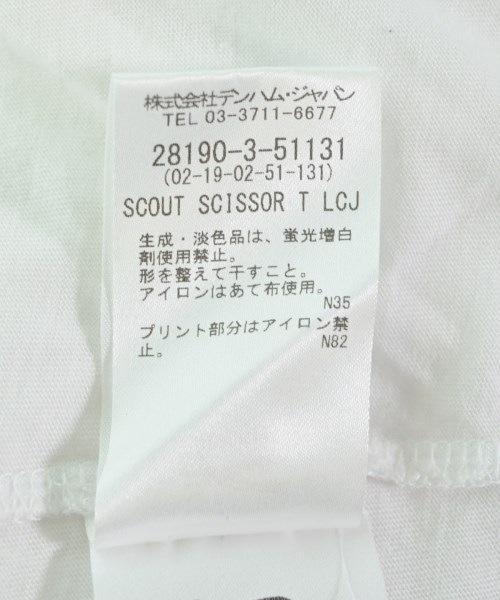 株式会社デンハム・ジャパン
TEL 03-3711-6677
28190-3-51131
(02-19-02-51-131)
SCOUT SCISSOR T LCJ
生成・淡色品は、蛍光増白
剤使用禁止。
形を整えて干すこと。
アイロンはあて布使用。
N35
プリント部分はアイロン禁
止。
N82